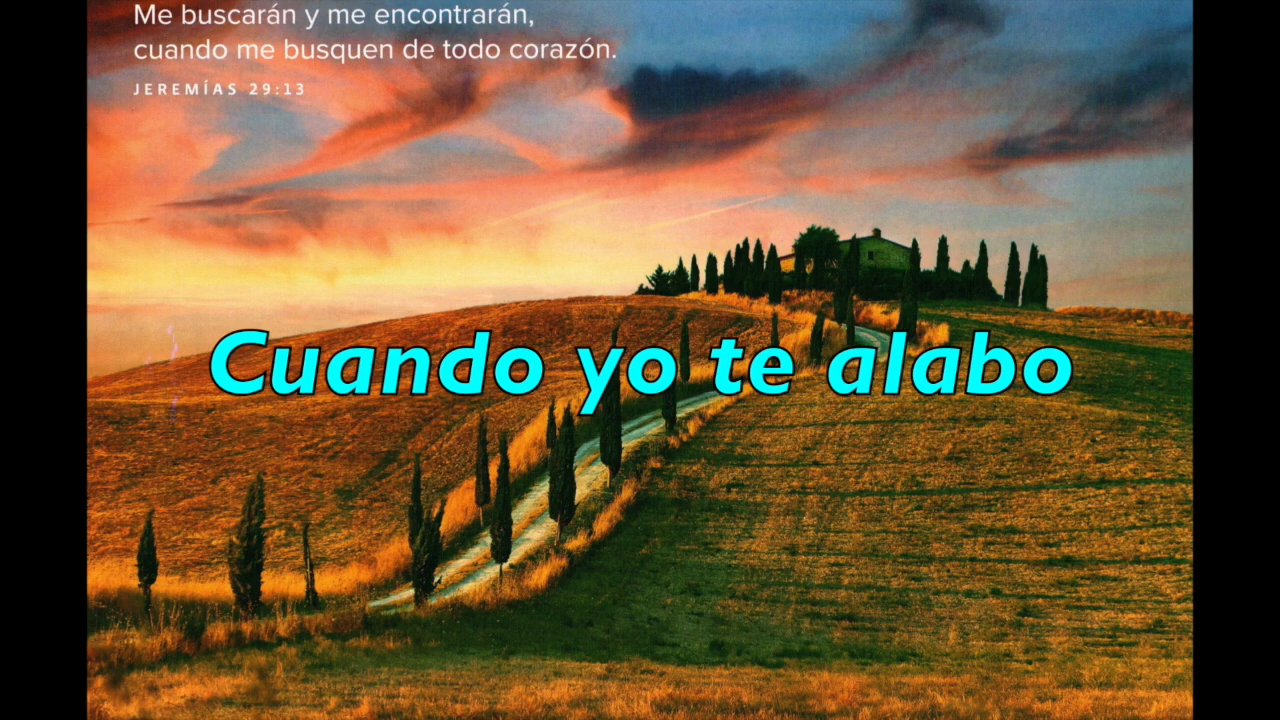 Me buscarán y me encontrarán,
cuando me busquen de todo corazón.
JEREMÍAS 29:13
Cuando yo te alabo